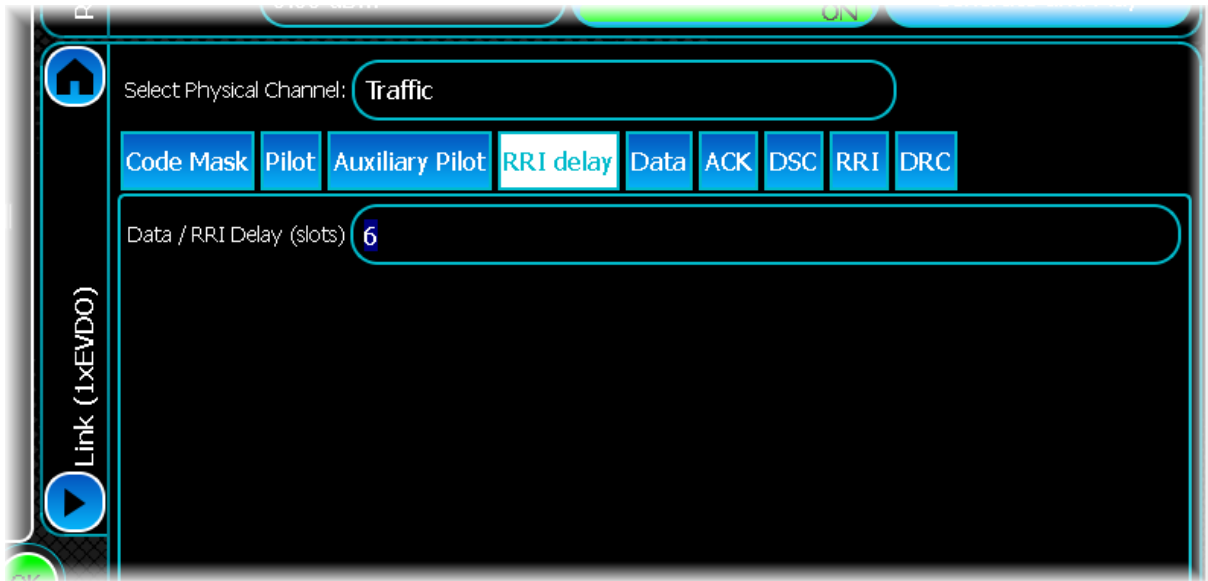 ON
Select Physical Channel: Traffic
Code Mask Pilot Auxiliary Pilot RRI delay Data ACK DSC RRI DRC
Data / RRI Delay (slots) 6
Link (1xEVDO)
OK